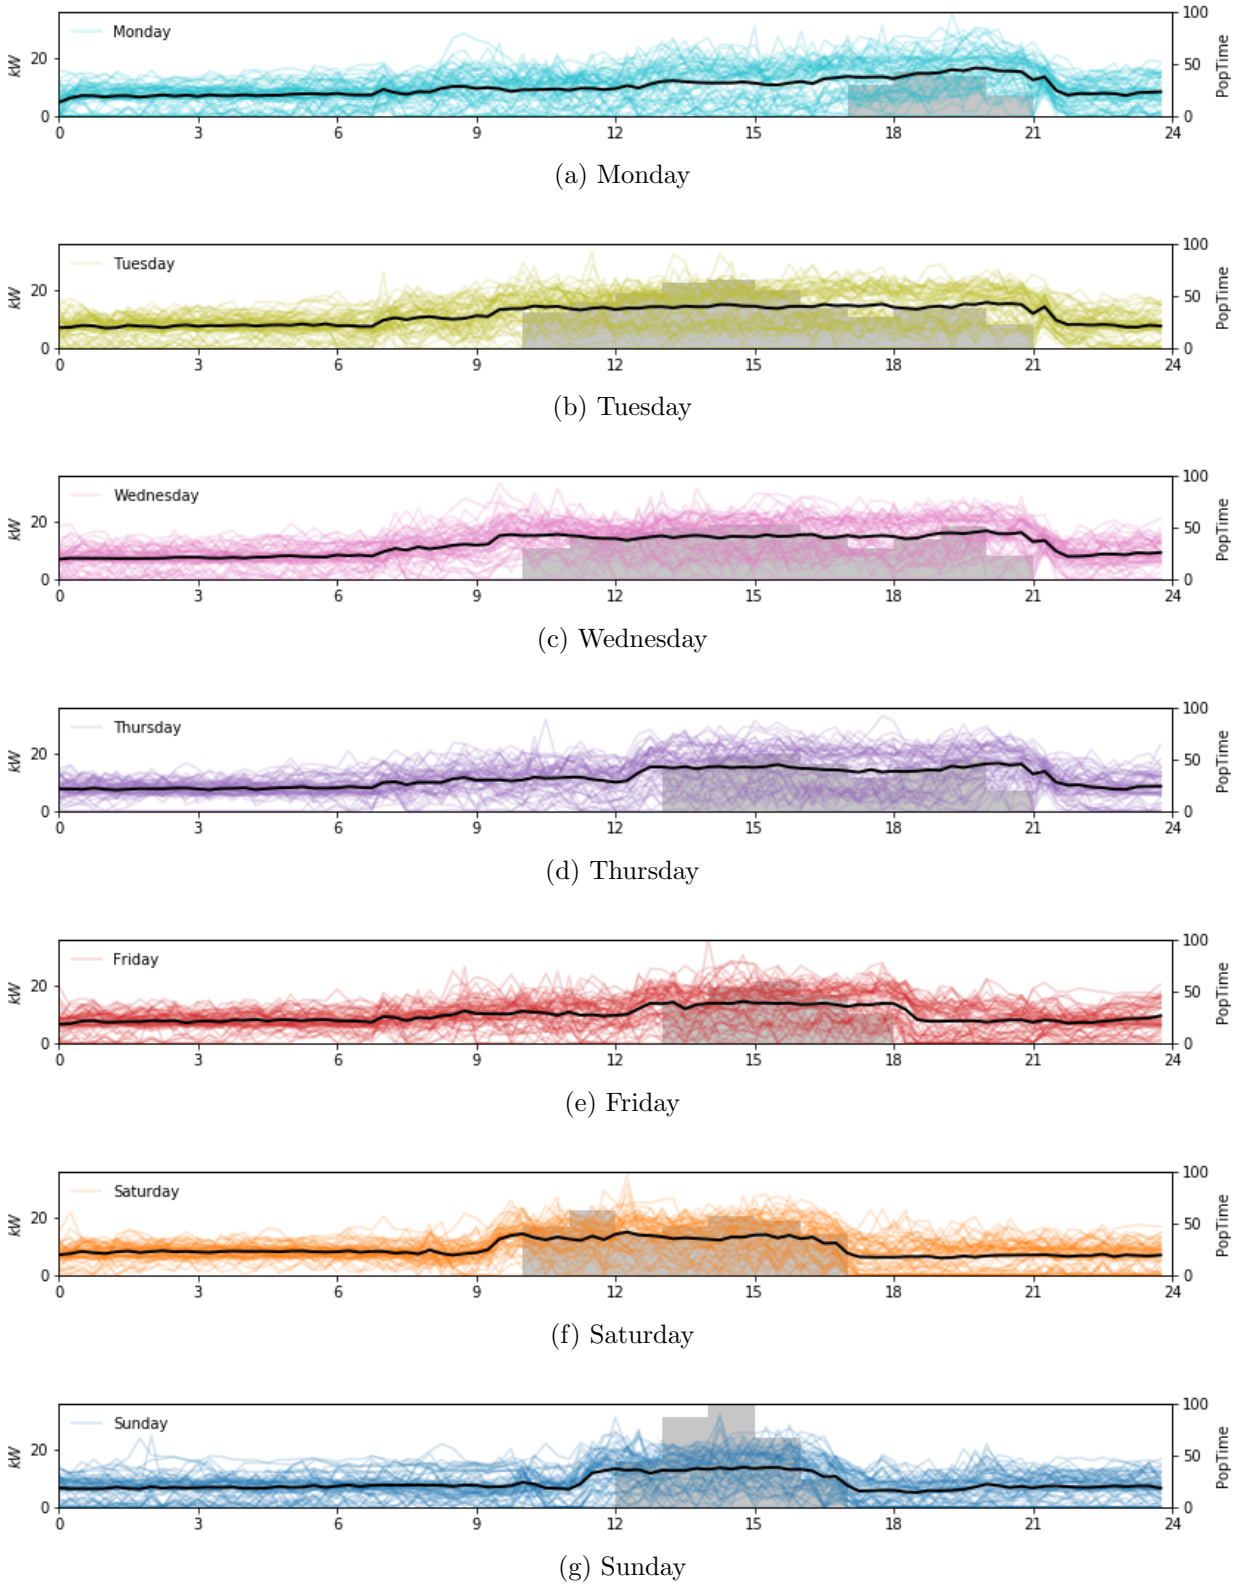 Monday
100
20
50
0
0
kW
PopTime
0 3 6 9 12 15 18 21 24
(a) Monday
Tuesday
100
20
50
0
0
kW
PopTime
0 3 6 9 12 15 18 21 24
(b) Tuesday
Wednesday
100
20
50
0
0
kW
PopTime
0 3 6 9 12 15 18 21 24
(c) Wednesday
Thursday
100
20
50
0
0
kW
PopTime
0 3 6 9 12 15 18 21 24
(d) Thursday
Friday
100
20
50
0
0
kW
PopTime
0 3 6 9 12 15 18 21 24
(e) Friday
Saturday
100
20
50
0
0
kW
PopTime
0 3 6 9 12 15 18 21 24
(f) Saturday
Sunday
100
20
50
0
0
kW
PopTime
0 3 6 9 12 15 18 21 24
(g) Sunday